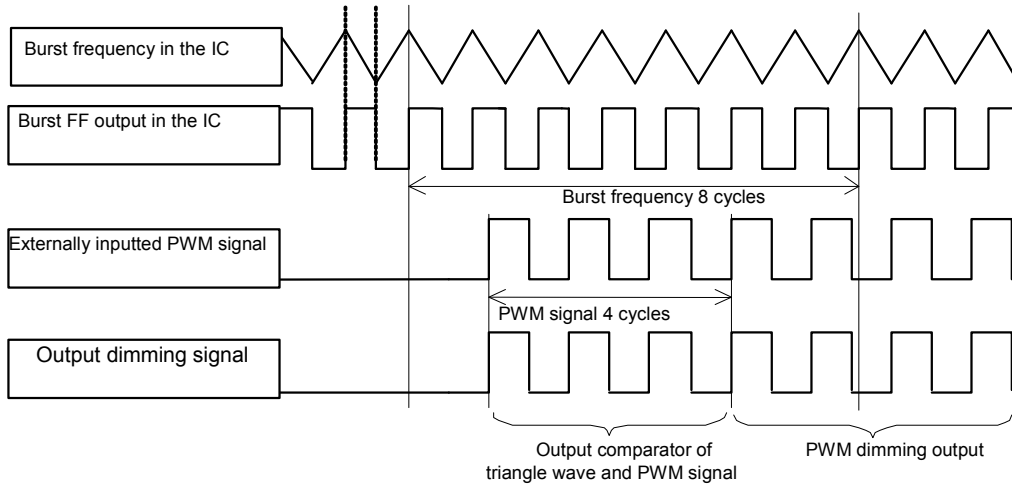 Burst frequency in the IC
Burst FF output in the IC
Burst frequency 8 cycles
Externally inputted PWM signal
PWM signal 4 cycles
Output dimming signal
Output comparator of
triangle wave and PWM signal
PWM dimming output